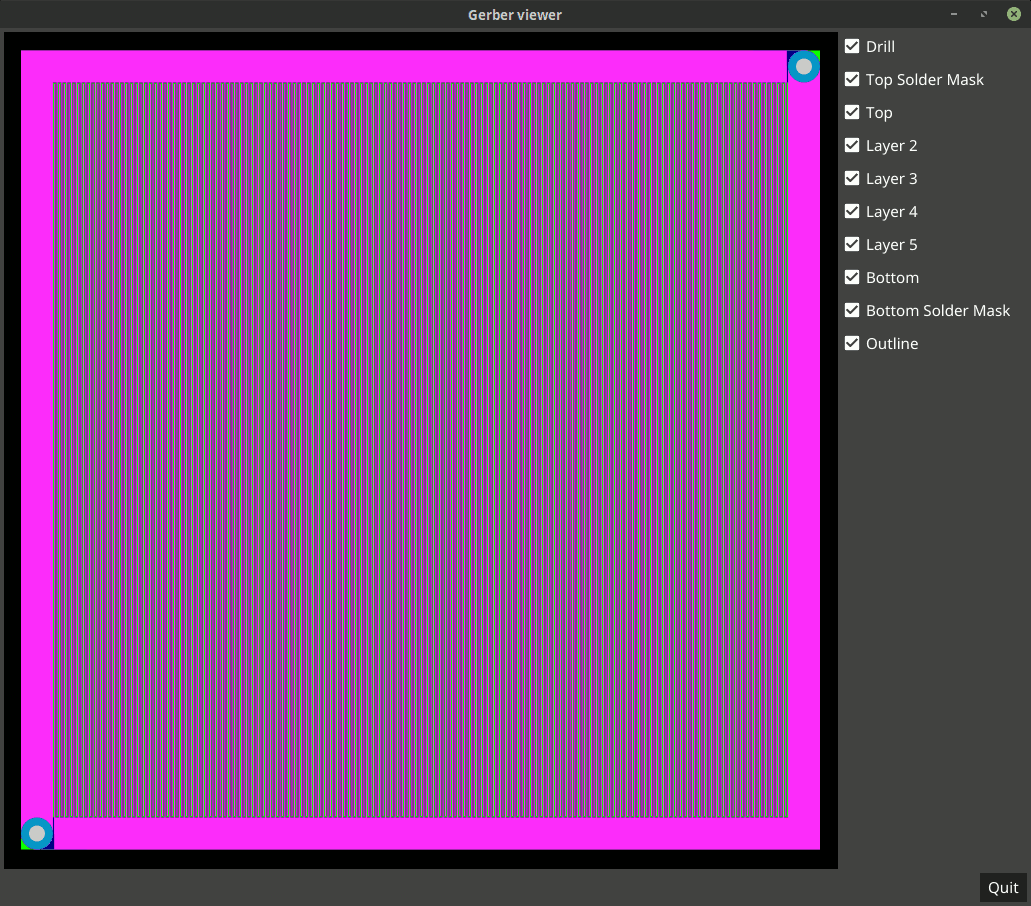 Gerber viewer
Drill
Top Solder Mask
Top
Layer 2
Layer 3
Layer 4
Layer 5
Bottom
Bottom Solder Mask
Outline
Quit